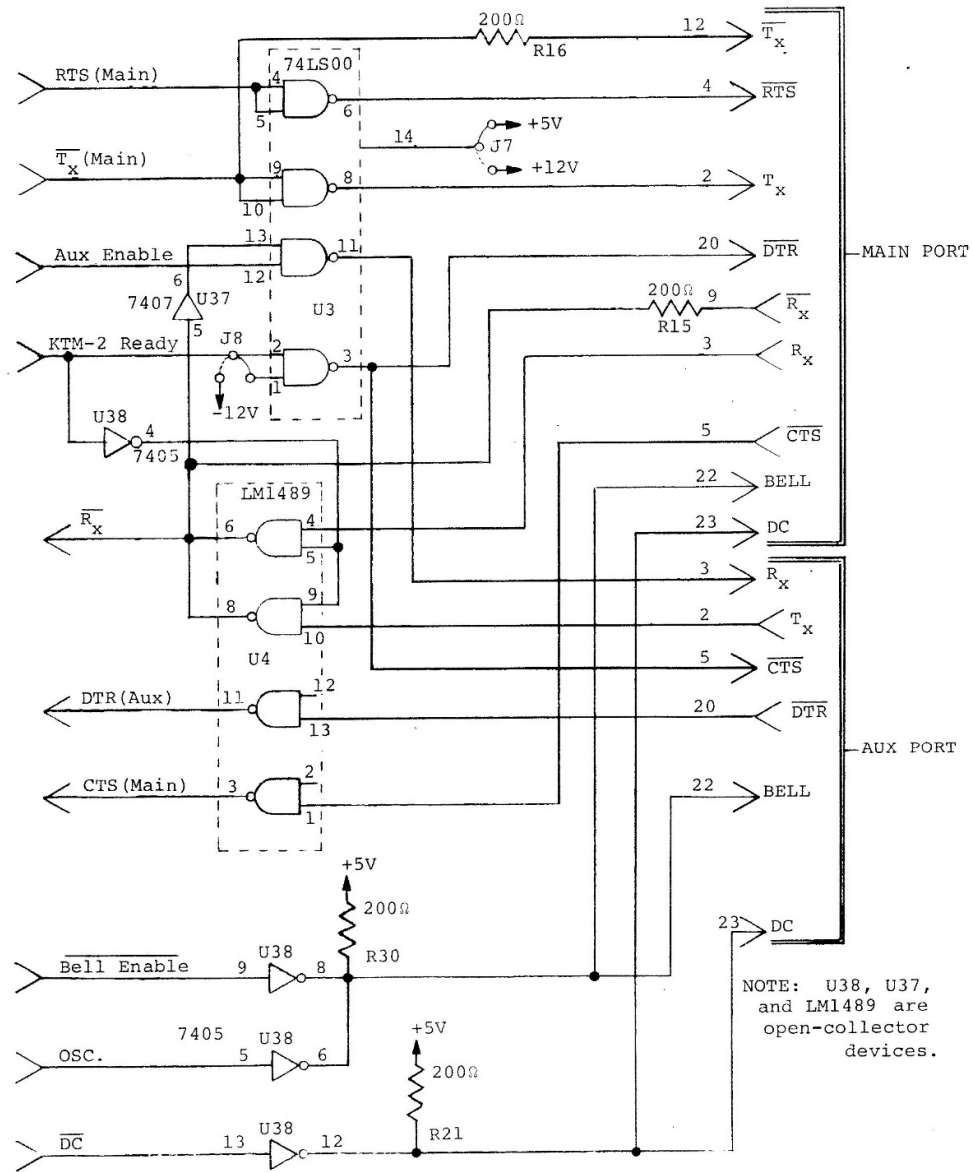 200Ω
12
T̅x̅
R16
RTS(Main)
74LS00
4
5
6
4
R̅T̅S̅
14
+5V
J7
+12V
T̅x̅(Main)
9
10
8
2
Tx
Aux Enable
13
12
11
20
D̅T̅R̅
MAIN PORT
6
7407
U37
5
U3
200Ω
9
R̅x̅
R15
KTM-2 Ready
J8
2
1
3
3
Rx
-12V
U38
4
7405
5
C̅T̅S̅
22
BELL
LM1489
R̅x̅
6
4
5
23
DC
3
Rx
8
9
10
2
Tx
U4
5
C̅T̅S̅
DTR(Aux)
11
12
13
20
D̅T̅R̅
AUX PORT
CTS(Main)
3
2
1
22
BELL
+5V
200Ω
R30
23
DC
B̅e̅l̅l̅ ̅E̅n̅a̅b̅l̅e̅
9
U38
8
NOTE: U38, U37,
and LM1489 are
open-collector
devices.
OSC.
7405
5
U38
6
+5V
200Ω
R21
D̅C̅
13
U38
12